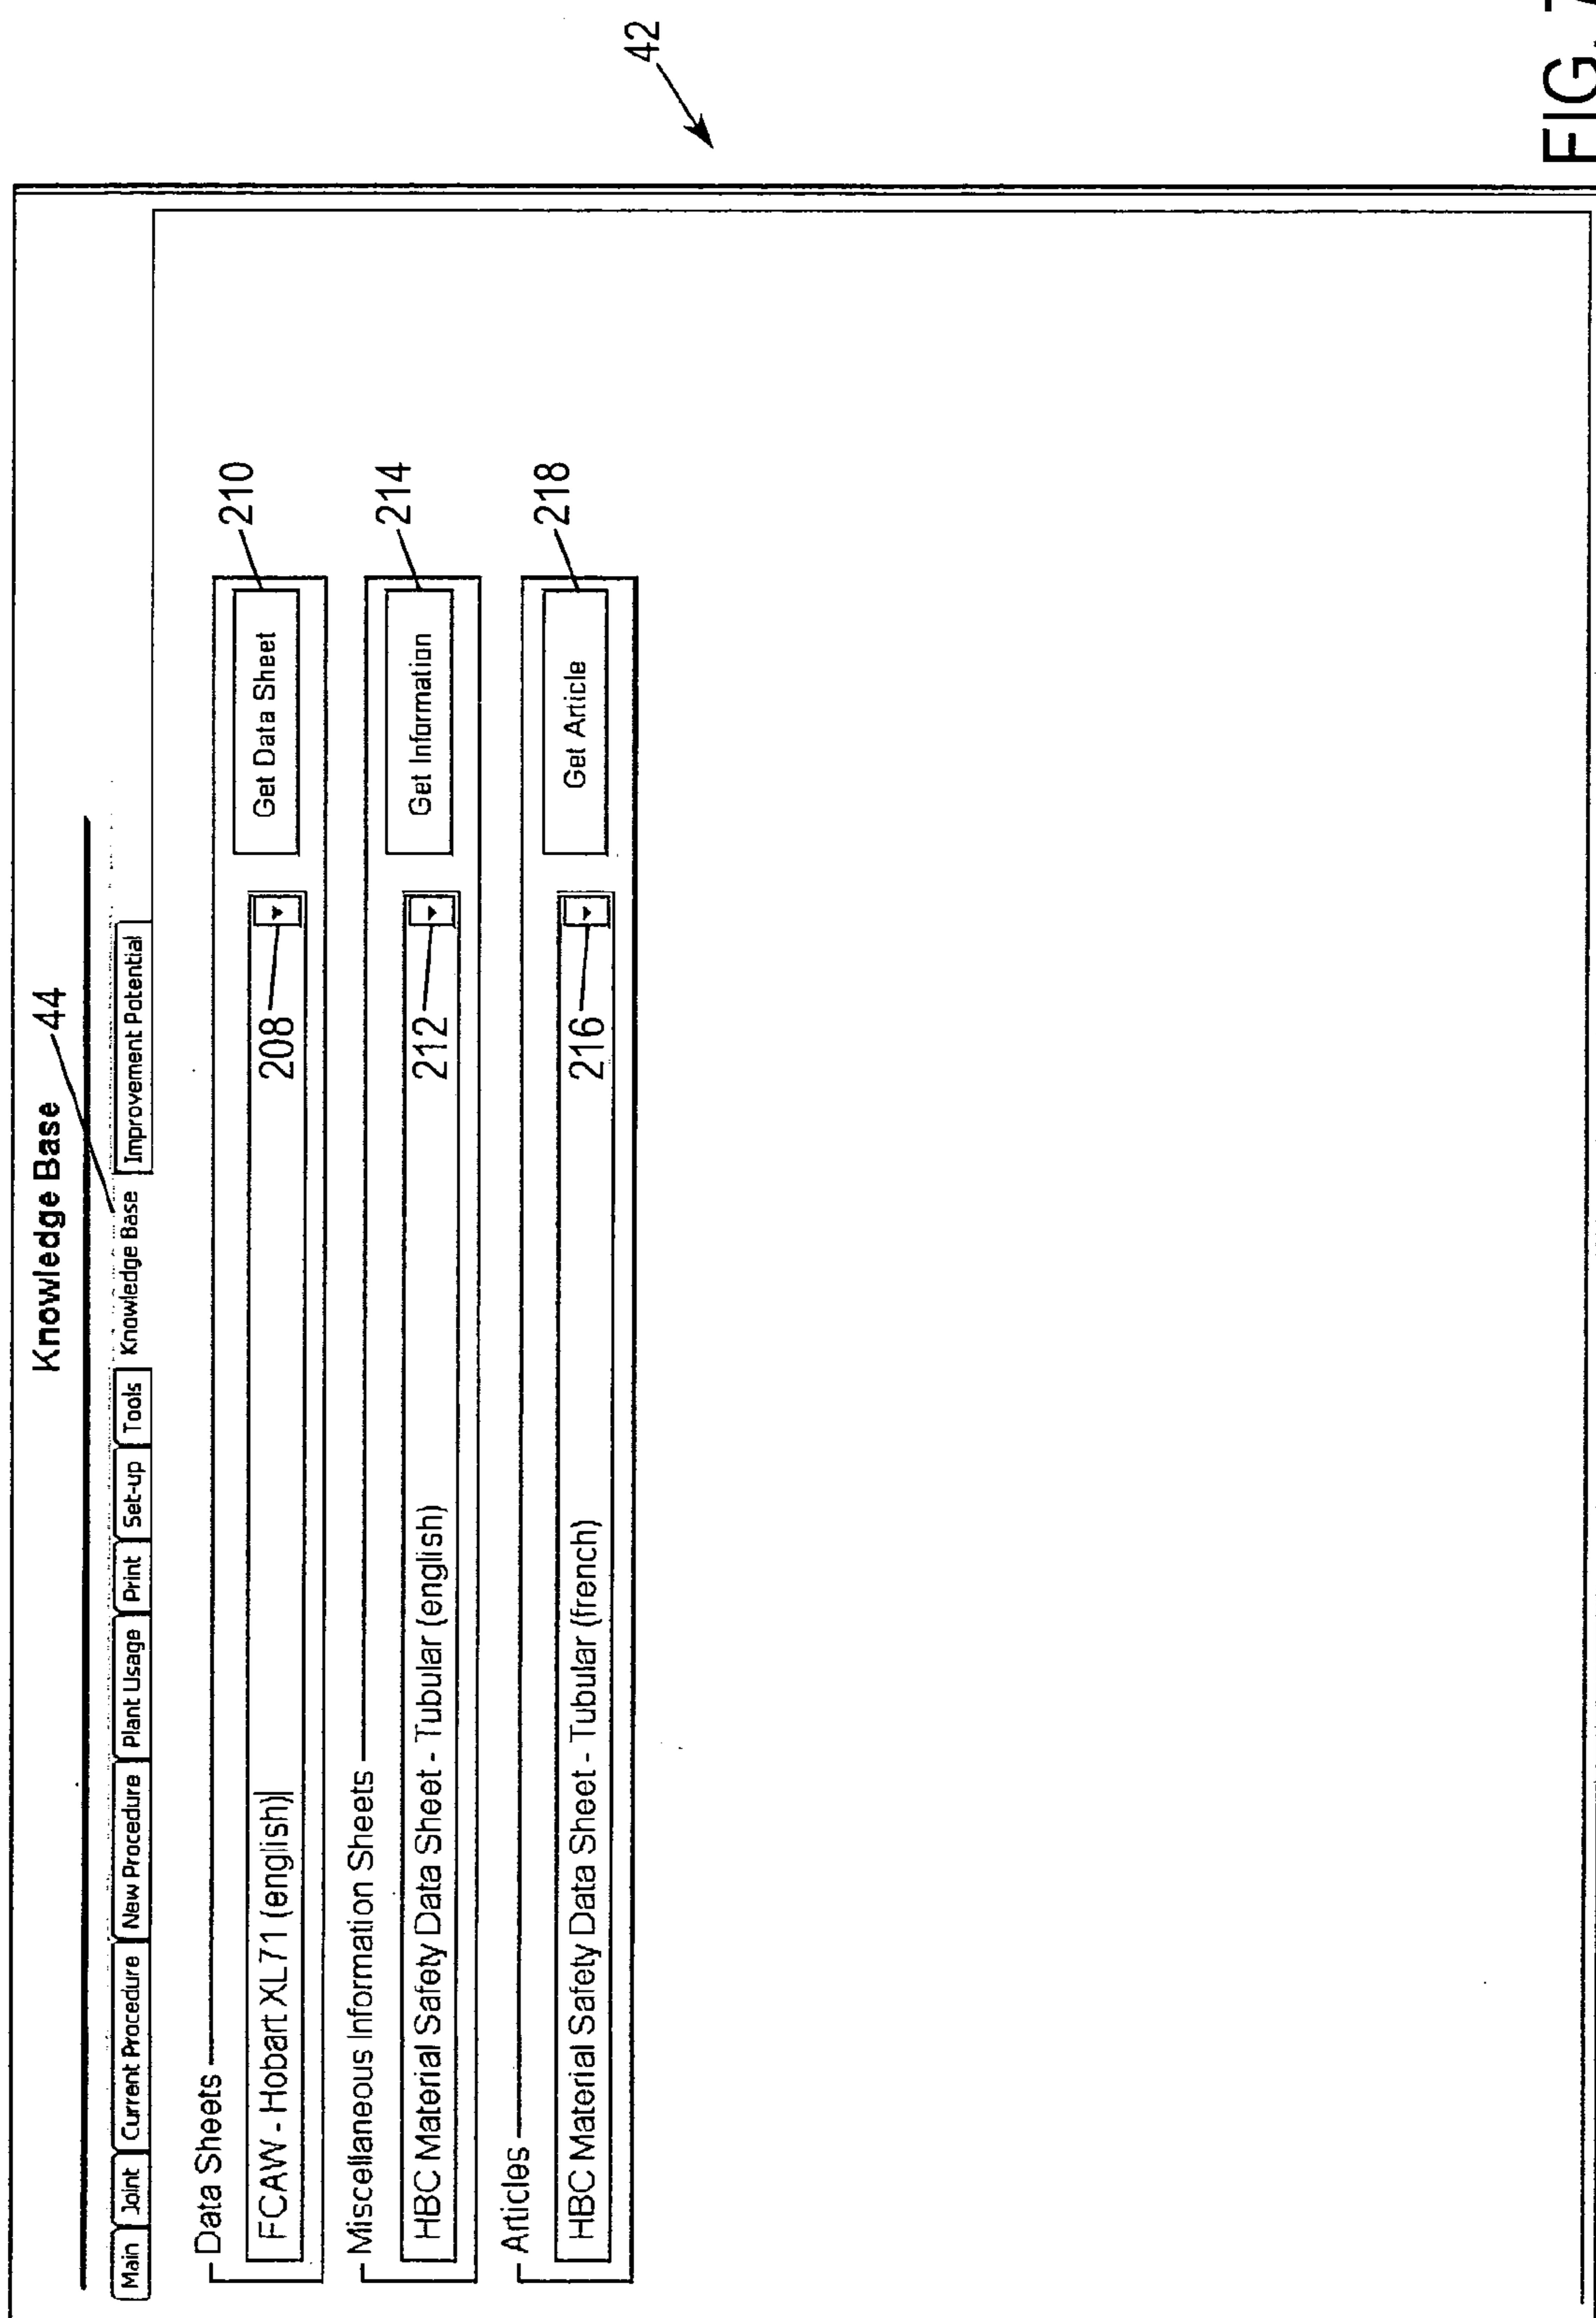 Knowledge Base
44
Main Joint Current Procedure New Procedure Plant Usage Print Set-up Tools Knowledge Base Improvement Potential
Data Sheets
210
FCAW - Hobart XL71 (english)
208
Get Data Sheet
Miscellaneous Information Sheets
214
HBC Material Safety Data Sheet - Tubular (english)
212
Get Information
Articles
218
HBC Material Safety Data Sheet - Tubular (french)
216
Get Article
42
FIG. 7